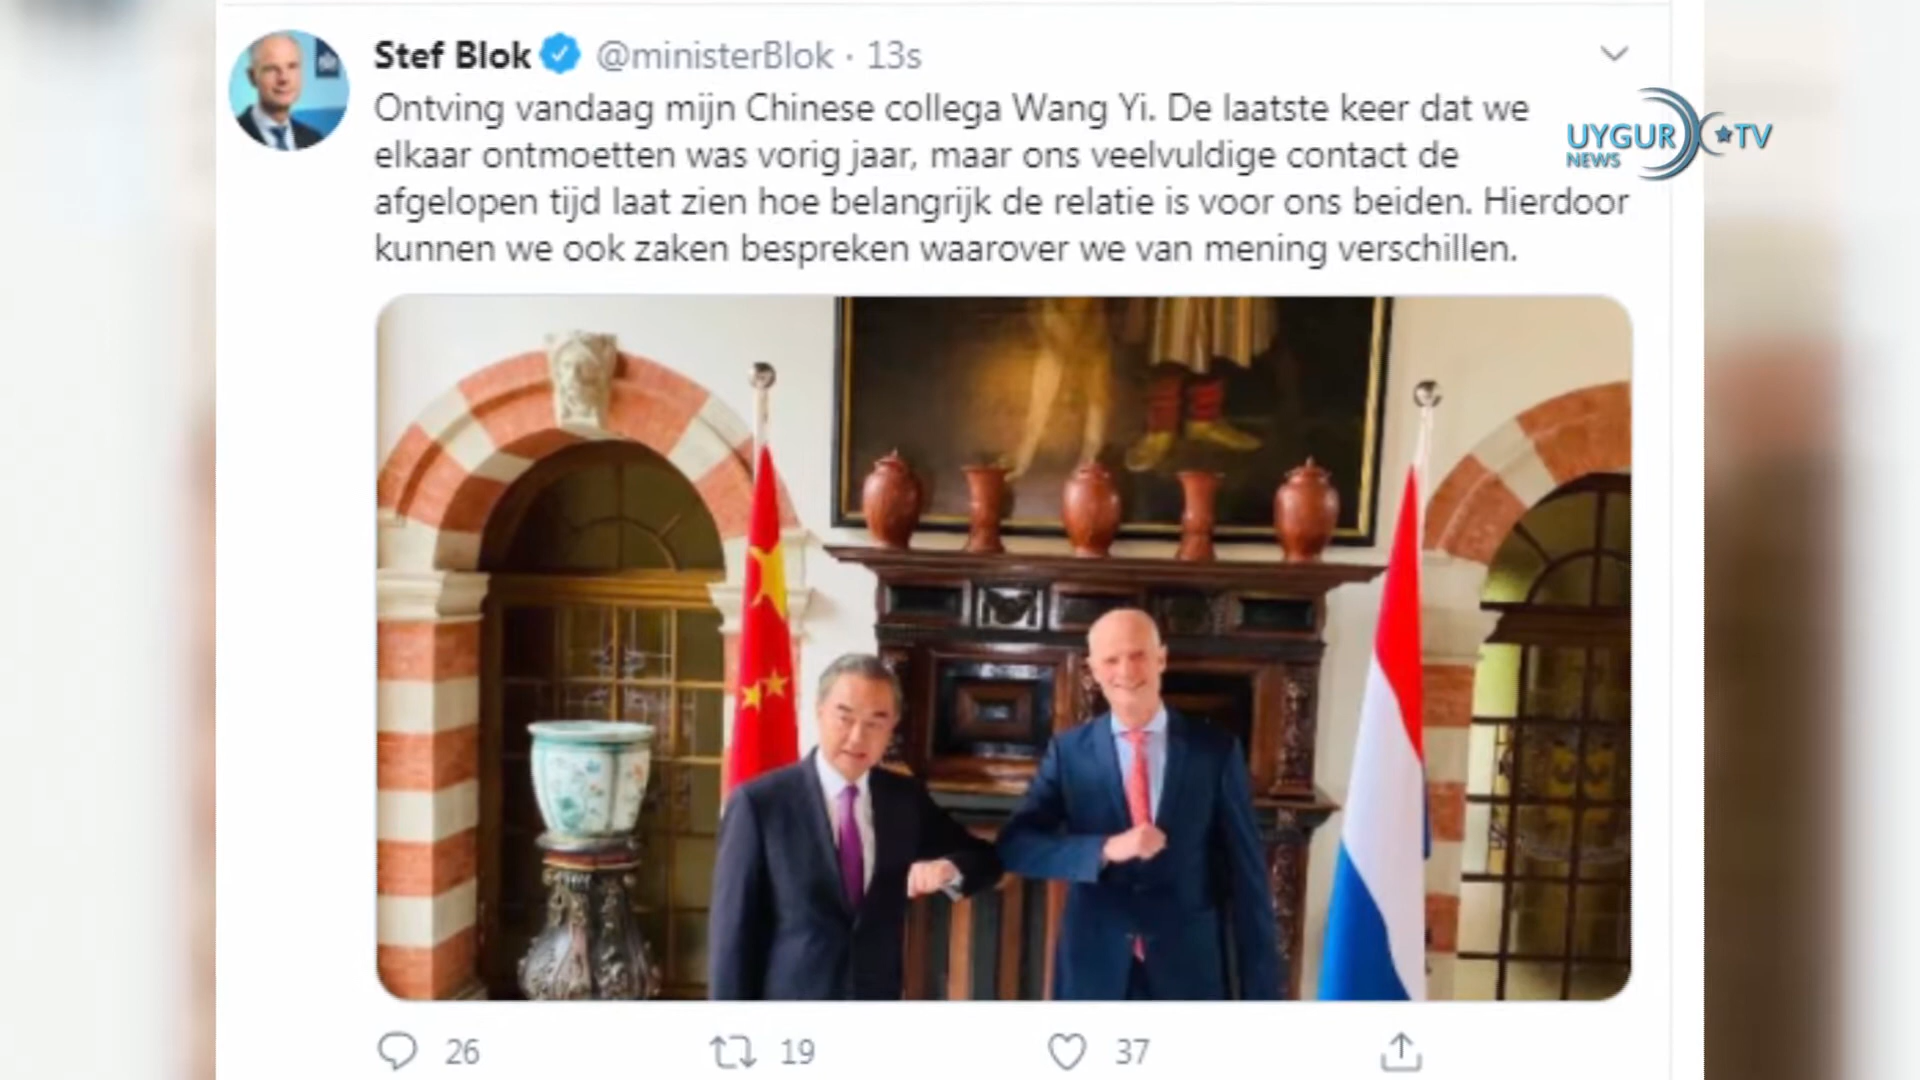 Stef Blok @ministerBlok · 13s
Ontving vandaag mijn Chinese collega Wang Yi. De laatste keer dat we
elkaar ontmoetten was vorig jaar, maar ons veelvuldige contact de
afgelopen tijd laat zien hoe belangrijk de relatie is voor ons beiden. Hierdoor
kunnen we ook zaken bespreken waarover we van mening verschillen.
UYGUR TV
NEWS
26 19 37